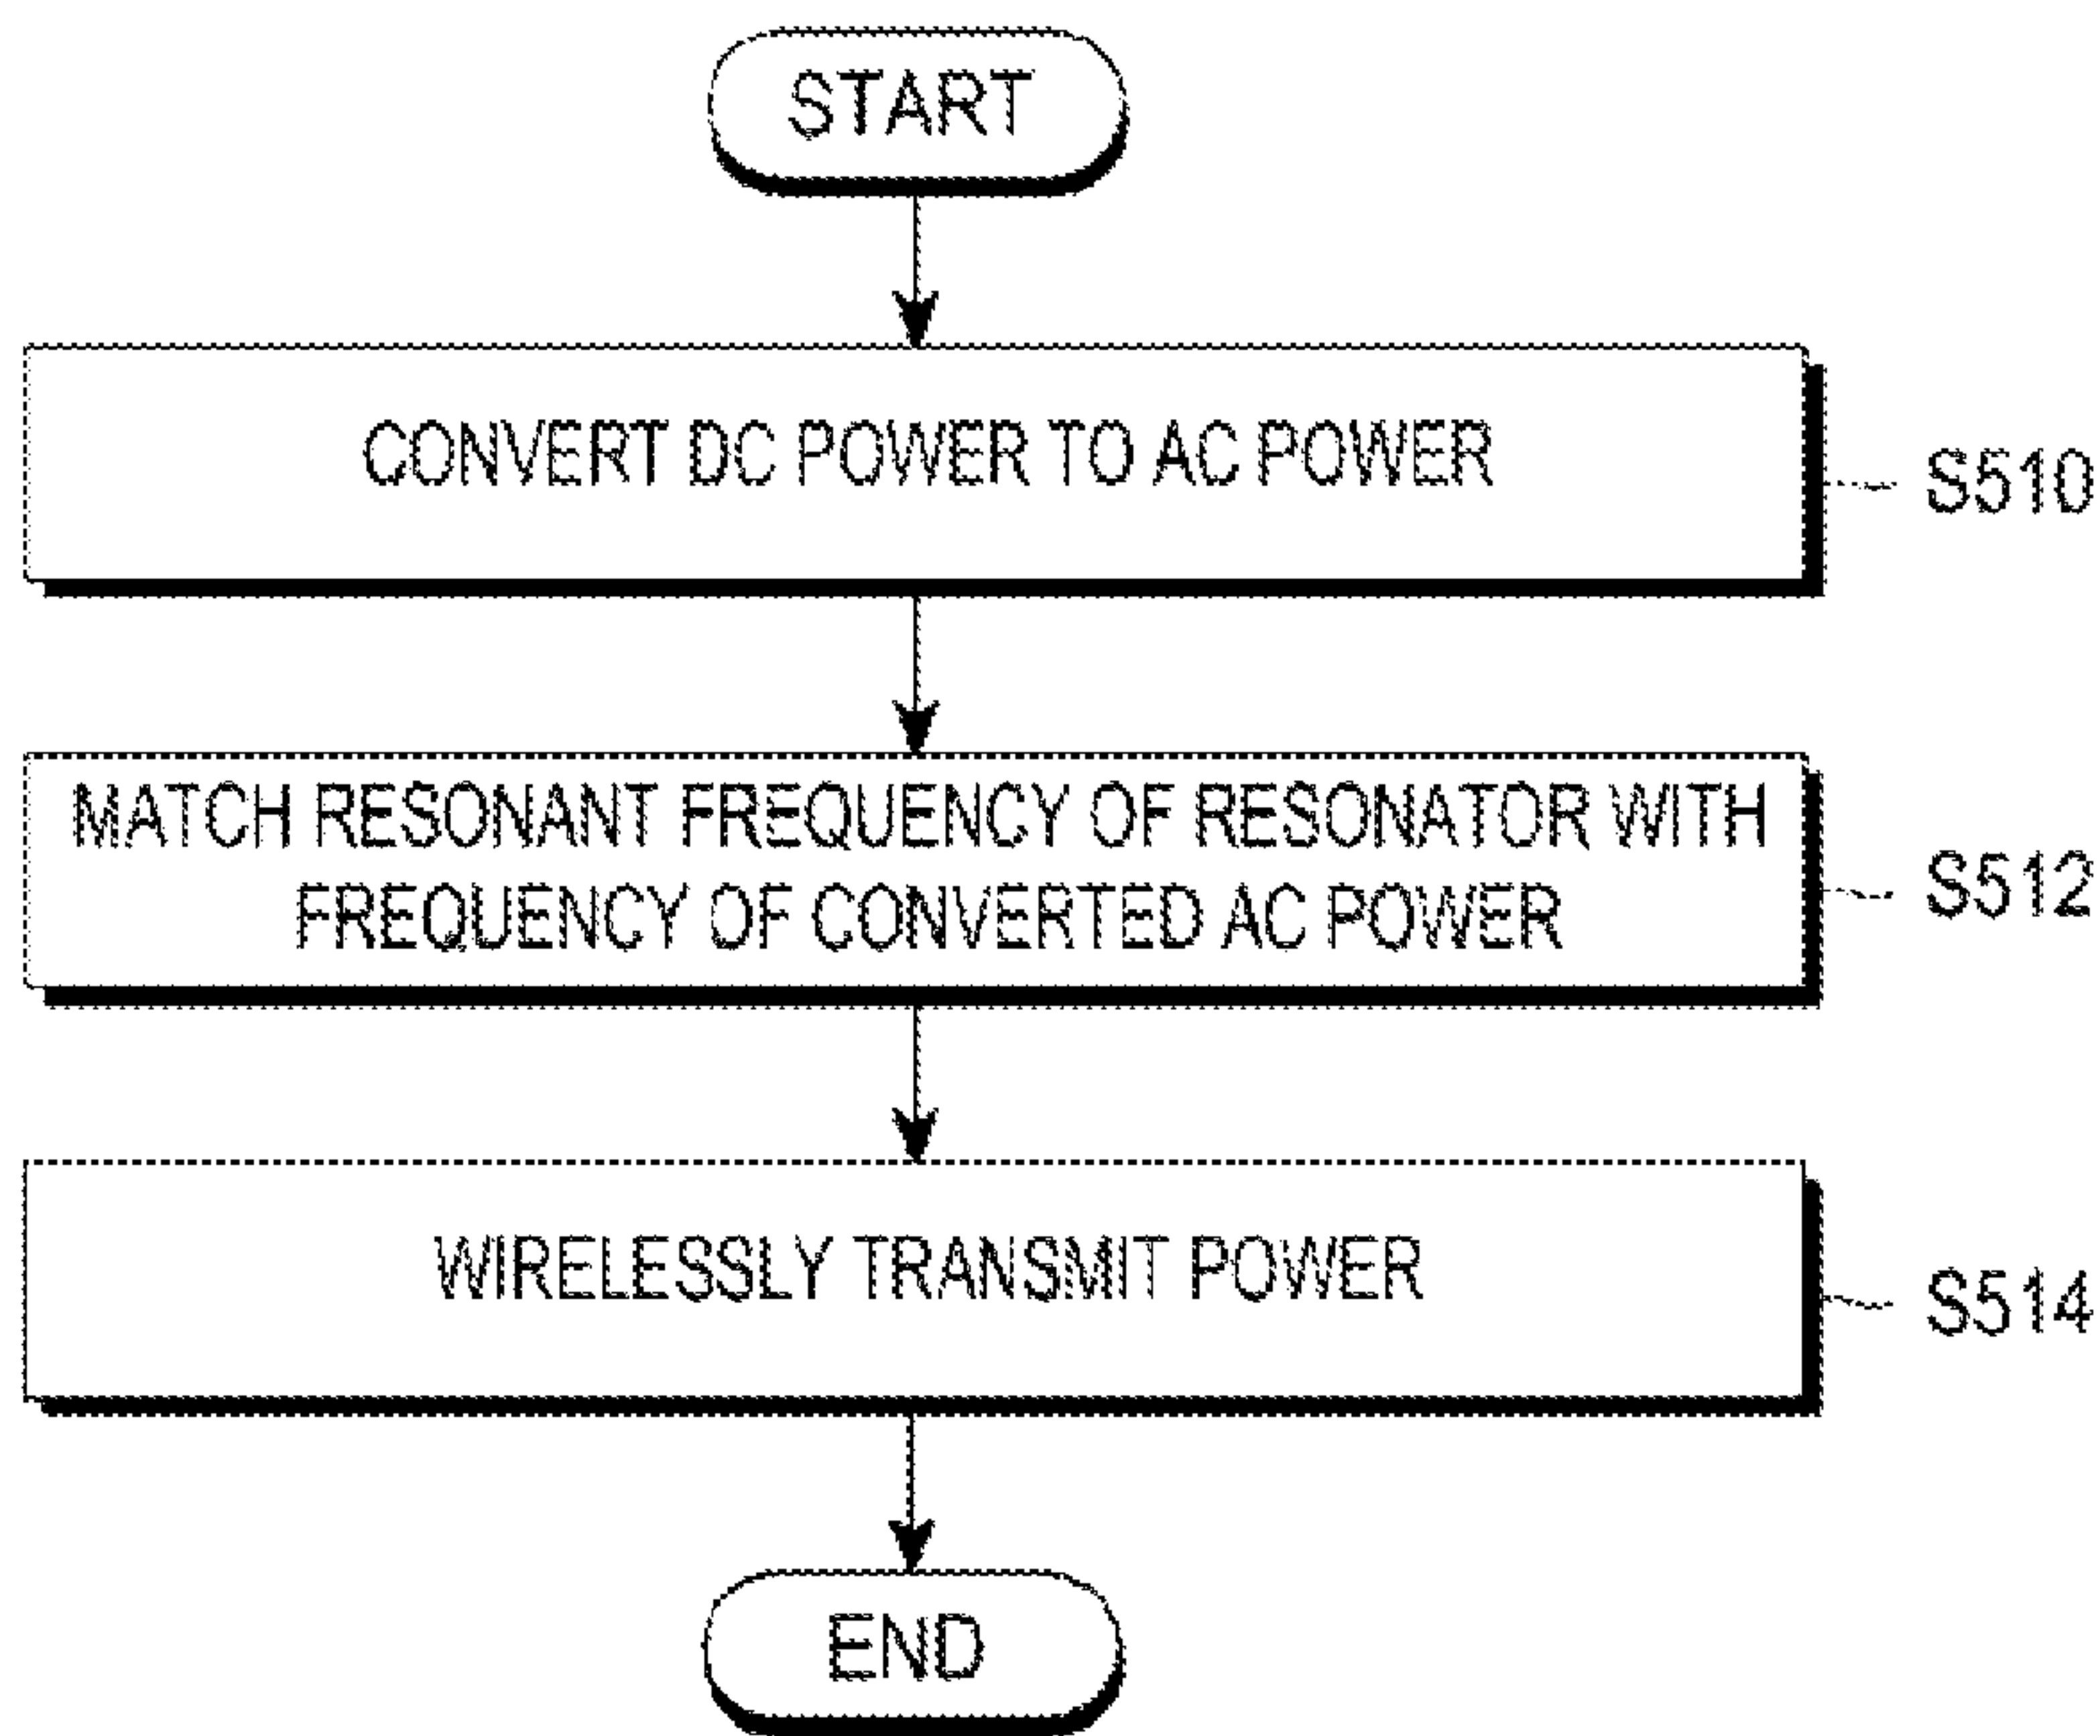 START
CONVERT DC POWER TO AC POWER
S510
MATCH RESONANT FREQUENCY OF RESONATOR WITH
FREQUENCY OF CONVERTED AC POWER
S512
WIRELESSLY TRANSMIT POWER
S514
END